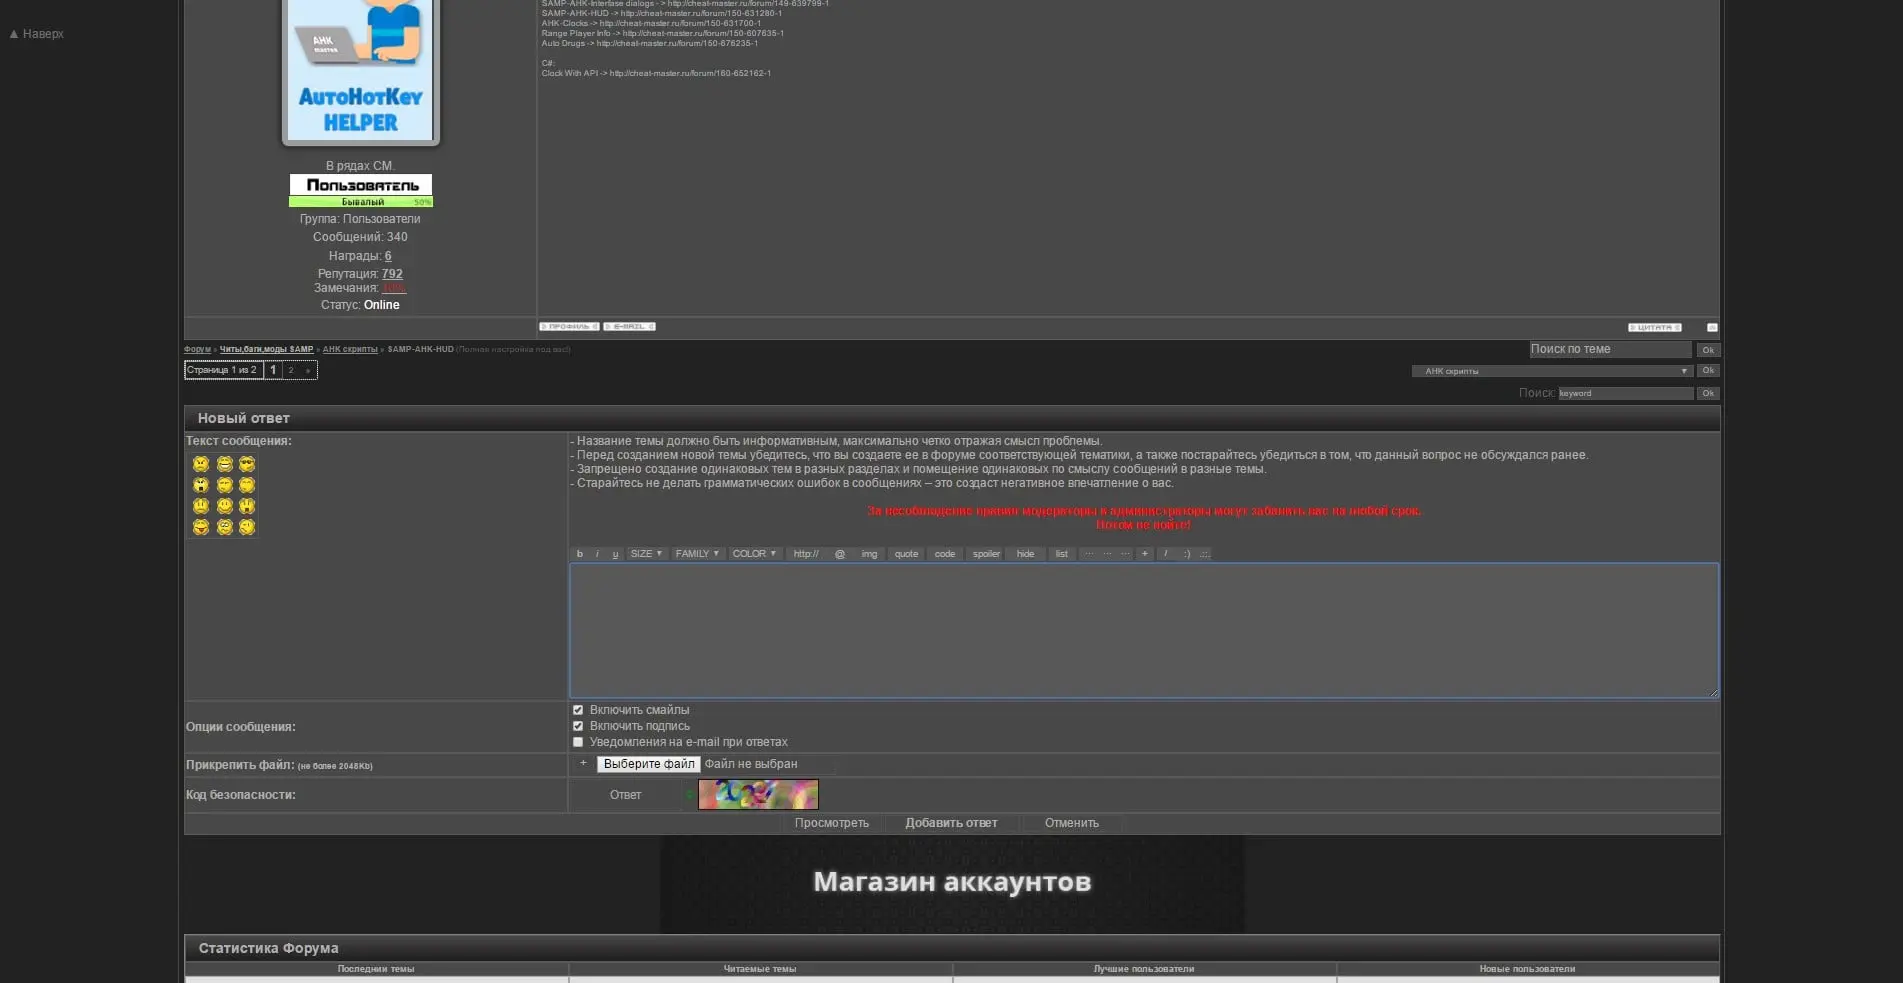 ▲ Наверх
SAMP-AHK-Interfase dialogs - > http://cheat-master.ru/forum/149-639799-1
SAMP-AHK-HUD -> http://cheat-master.ru/forum/150-631280-1
AHK-Clocks -> http://cheat-master.ru/forum/150-631700-1
Range Player Info -> http://cheat-master.ru/forum/150-607635-1
Auto Drugs -> http://cheat-master.ru/forum/150-676235-1
C#:
Clock With API -> http://cheat-master.ru/forum/160-652162-1
AHK
master
AutoHotKey
HELPER
В рядах CM.
Пользователь
Бывалый 50%
Группа: Пользователи
Сообщений: 340
Награды: 6
Репутация: 792
Замечания: 10%
Статус: Online
ПРОФИЛЬ E-MAIL ЦИТАТА
Форум » Читы,баги,моды SAMP » AHK скрипты » SAMP-AHK-HUD (Полная настройка под вас!)
Поиск по теме Ok
Страница 1 из 2 1 2 »
AHK скрипты ▼ Ok
Поиск: keyword Ok
Новый ответ
Текст сообщения:
- Название темы должно быть информативным, максимально четко отражая смысл проблемы.
- Перед созданием новой темы убедитесь, что вы создаете ее в форуме соответствующей тематики, а также постарайтесь убедиться в том, что данный вопрос не обсуждался ранее.
- Запрещено создание одинаковых тем в разных разделах и помещение одинаковых по смыслу сообщений в разные темы.
- Старайтесь не делать грамматических ошибок в сообщениях – это создаст негативное впечатление о вас.
За несоблюдение правил модераторы и администраторы могут забанить вас на любой срок.
Потом не нойте!
b i u SIZE ▼ FAMILY ▼ COLOR ▼ http:// @ img quote code spoiler hide list ... ... ... + / :) .::.
Опции сообщения:
Включить смайлы
Включить подпись
Уведомления на e-mail при ответах
Прикрепить файл: (не более 2048Kb)
+ Выберите файл Файл не выбран
Код безопасности:
Ответ
Просмотреть Добавить ответ Отменить
Магазин аккаунтов
Статистика Форума
Последнии темы Читаемые темы Лучшие пользователи Новые пользователи